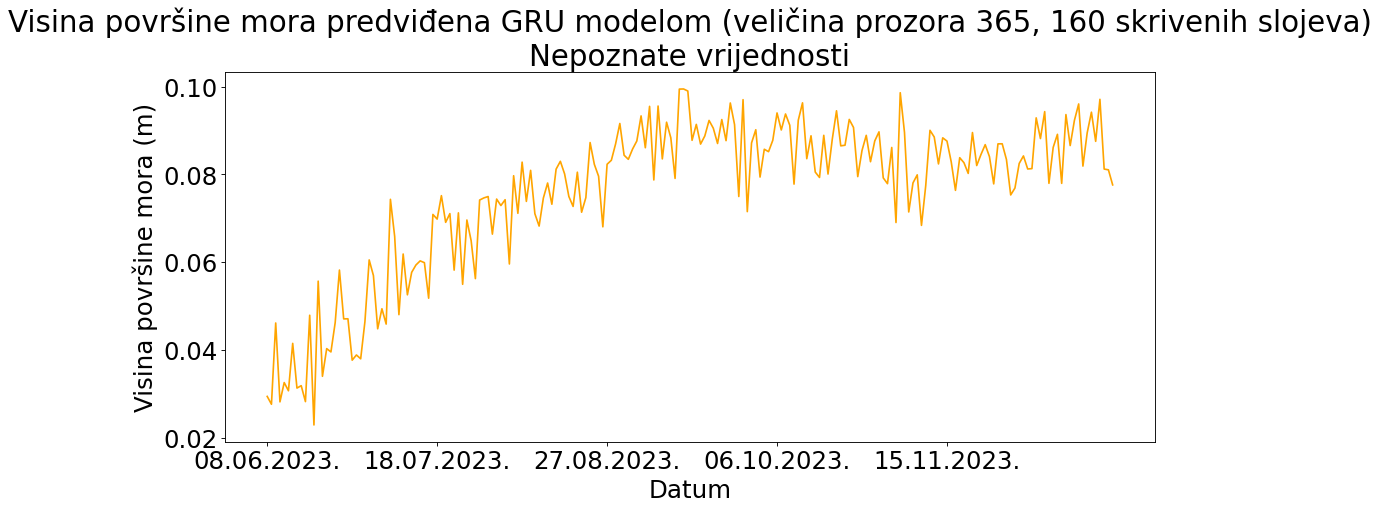 Visina površine mora predviđena GRU modelom (veličina prozora 365, 160 skrivenih slojeva)
Nepoznate vrijednosti
Visina površine mora (m)
0.10
0.08
0.06
0.04
0.02
08.06.2023. 18.07.2023. 27.08.2023. 06.10.2023. 15.11.2023.
Datum